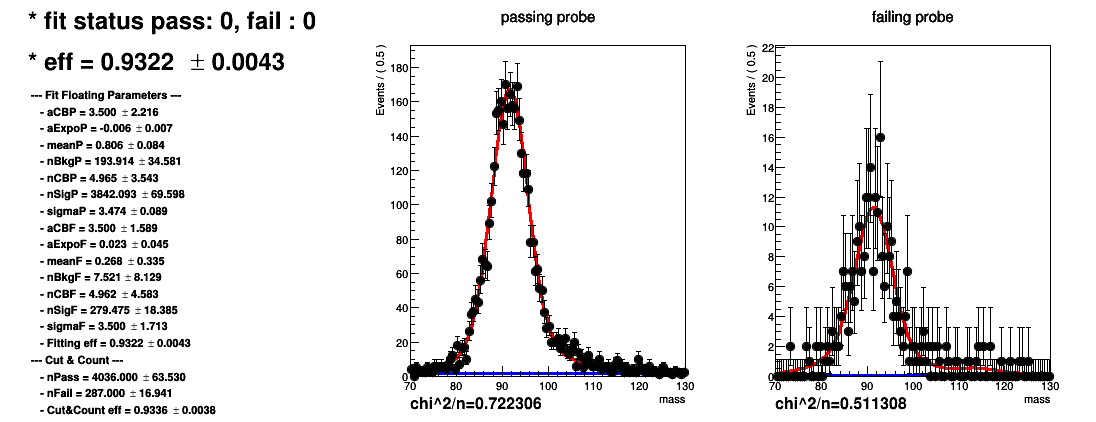 * fit status pass: 0, fail : 0
* eff = 0.9322 ± 0.0043
--- Fit Floating Parameters ---
- aCBP = 3.500 ± 2.216
- aExpoP = -0.006 ± 0.007
- meanP = 0.806 ± 0.084
- nBkgP = 193.914 ± 34.581
- nCBP = 4.965 ± 3.543
- nSigP = 3842.093 ± 69.598
- sigmaP = 3.474 ± 0.089
- aCBF = 3.500 ± 1.589
- aExpoF = 0.023 ± 0.045
- meanF = 0.268 ± 0.335
- nBkgF = 7.521 ± 8.129
- nCBF = 4.962 ± 4.583
- nSigF = 279.475 ± 18.385
- sigmaF = 3.500 ± 1.713
- Fitting eff = 0.9322 ± 0.0043
--- Cut & Count ---
- nPass = 4036.000 ± 63.530
- nFail = 287.000 ± 16.941
- Cut&Count eff = 0.9336 ± 0.0038
passing probe
Events / ( 0.5 )
180
160
140
120
100
80
60
40
20
0
70 80 90 100 110 120 130
mass
chi^2/n=0.722306
failing probe
Events / ( 0.5 )
22
20
18
16
14
12
10
8
6
4
2
0
70 80 90 100 110 120 130
mass
chi^2/n=0.511308